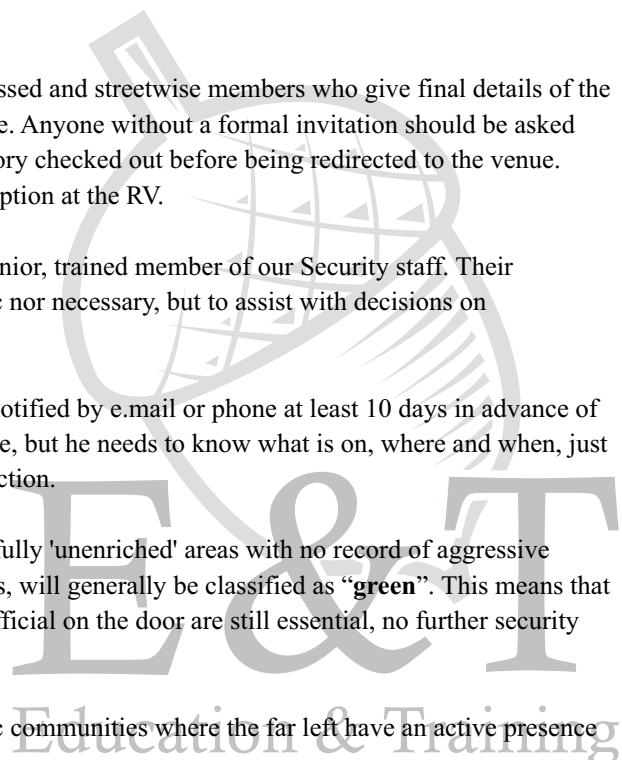 ssed and streetwise members who give final details of the
e. Anyone without a formal invitation should be asked
ory checked out before being redirected to the venue.
ption at the RV.
nior, trained member of our Security staff. Their
c nor necessary, but to assist with decisions on
otified by e.mail or phone at least 10 days in advance of
e, but he needs to know what is on, where and when, just
ction.
fully 'unenriched' areas with no record of aggressive
s, will generally be classified as “green”. This means that
fficial on the door are still essential, no further security
E&T
c communities where the far left have an active presence
Education & Training